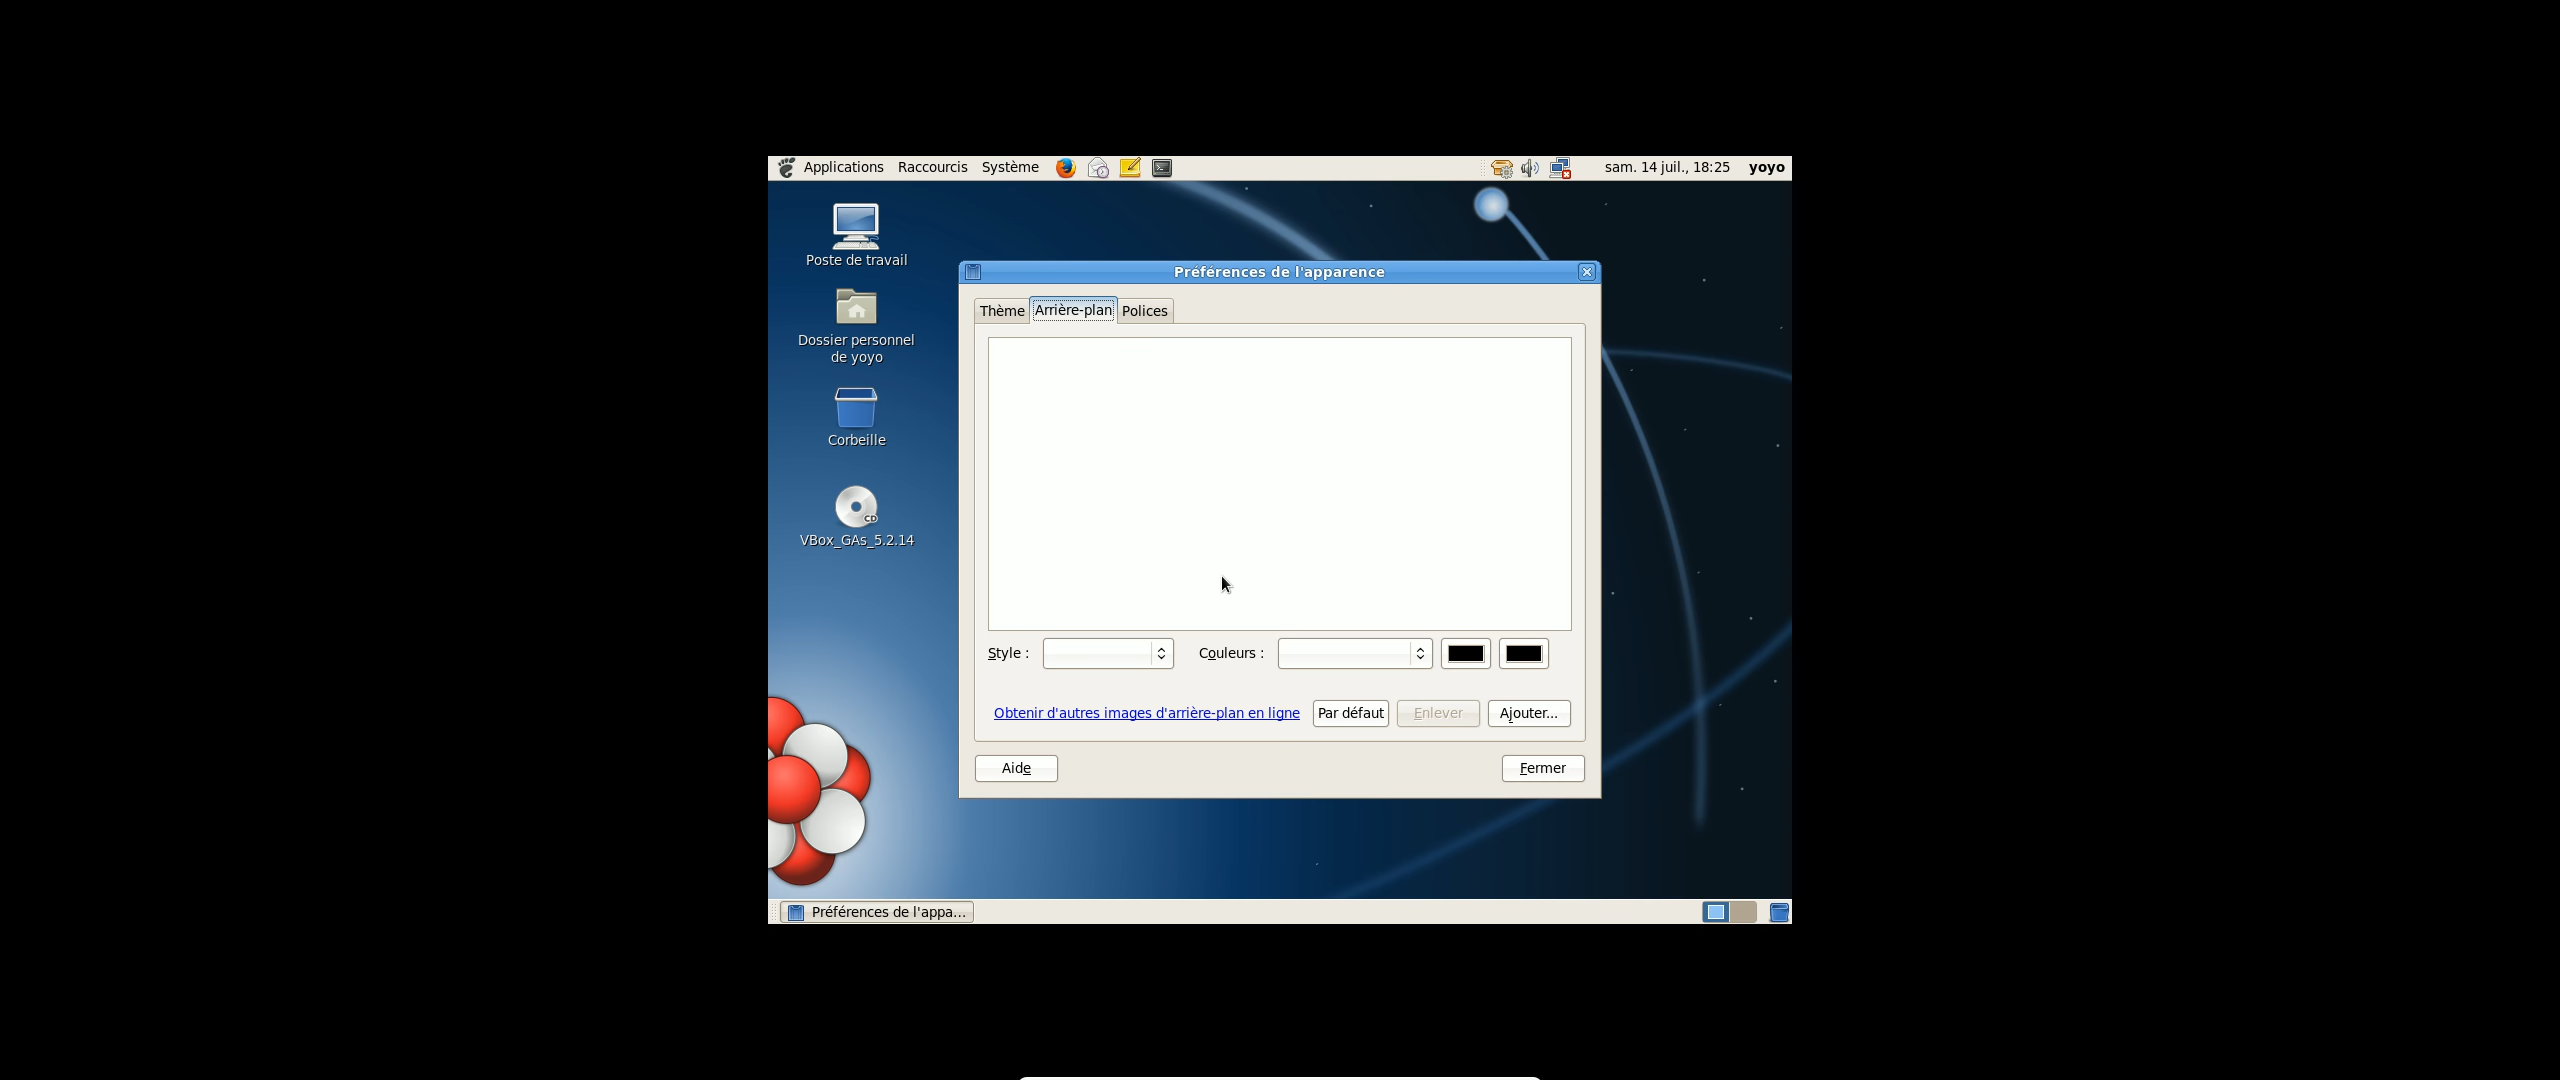 Applications Raccourcis Système sam. 14 juil., 18:25 yoyo
Poste de travail
Dossier personnel
de yoyo
Corbeille
VBox_GAs_5.2.14
Préférences de l'apparence
Thème Arrière-plan Polices
Style : Couleurs :
Obtenir d'autres images d'arrière-plan en ligne Par défaut Enlever Ajouter...
Aide Fermer
Préférences de l'appa...